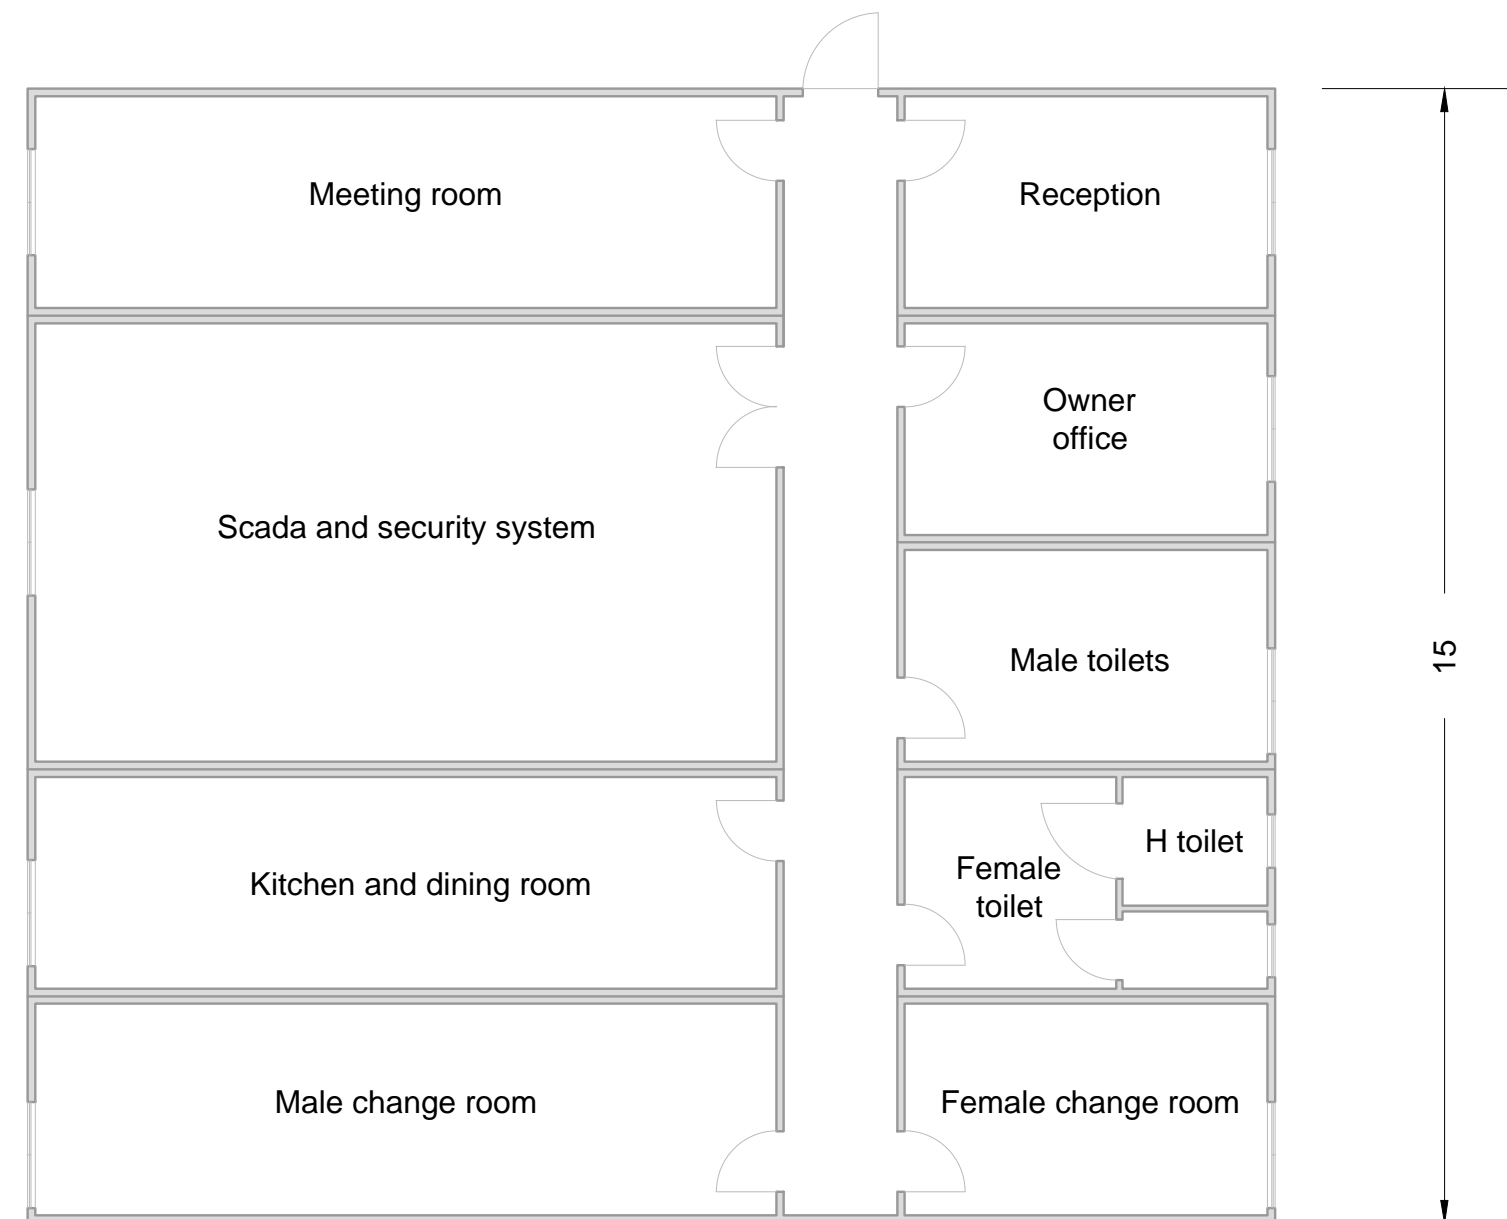 Meeting room
Reception
Owner
office
Scada and security system
Male toilets
15
H toilet
Female
toilet
Kitchen and dining room
Male change room
Female change room